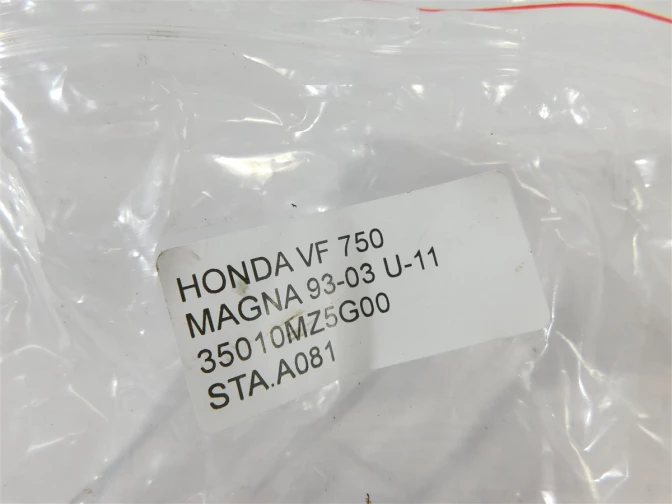 HONDA VF 750
MAGNA 93-03 U-11
35010MZ5G00
STA.A081